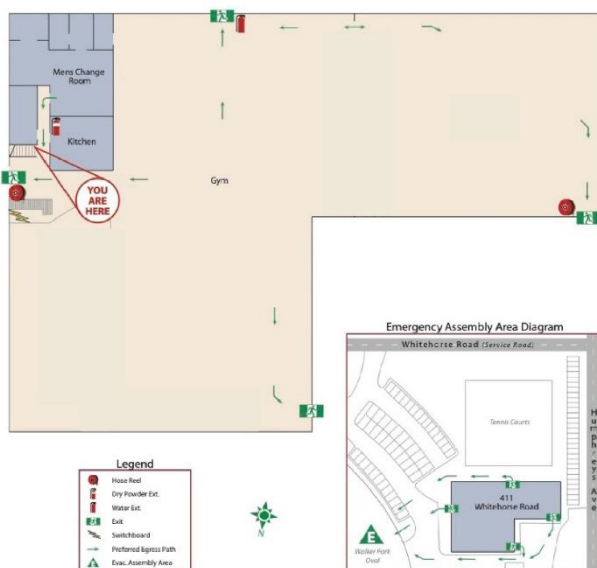 Mens Change
Room
Kitchen
YOU
ARE
HERE
Gym
Emergency Assembly Area Diagram
Whitehorse Road (Service Road)
Tennis Courts
Humphreys Ave
411
Whitehorse Road
E
Walker Park
Oval
Legend
Hose Reel
Dry Powder Ext.
Water Ext.
Exit
Switchboard
Preferred Egress Path
E
Evac. Assembly Area
N